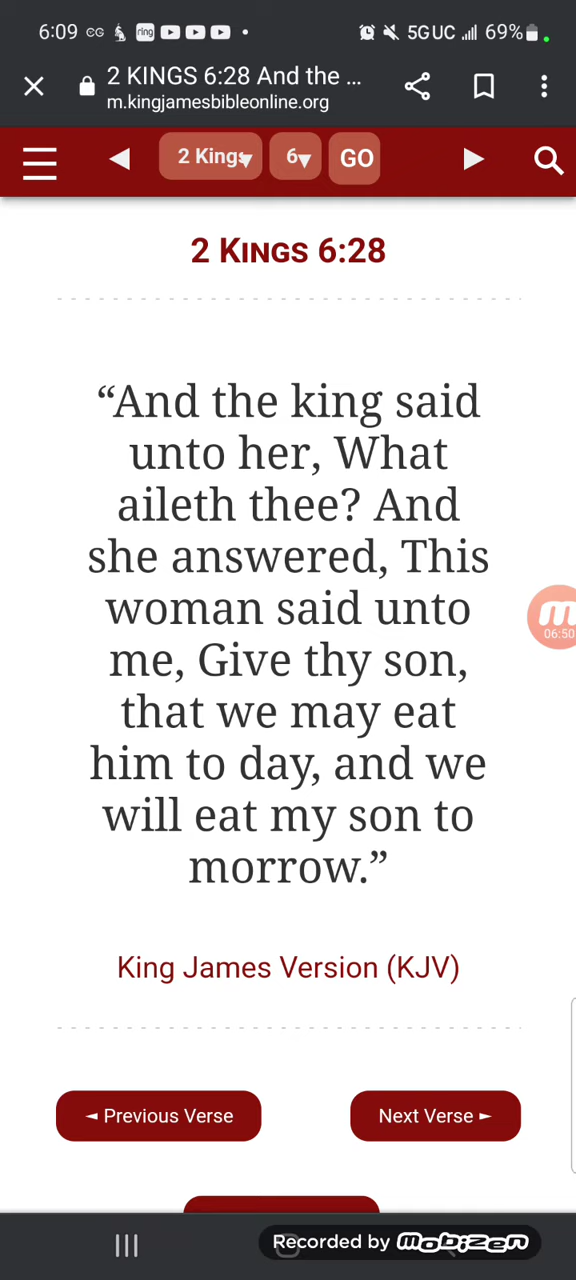 6:09 CG ring 5GUC 69%
2 KINGS 6:28 And the ...
m.kingjamesbibleonline.org
2 Kings 6 GO
2 KINGS 6:28
“And the king said
unto her, What
aileth thee? And
she answered, This
woman said unto
me, Give thy son,
that we may eat
him to day, and we
will eat my son to
morrow.”
m
06:50
King James Version (KJV)
◄ Previous Verse Next Verse ►
Recorded by mobizen